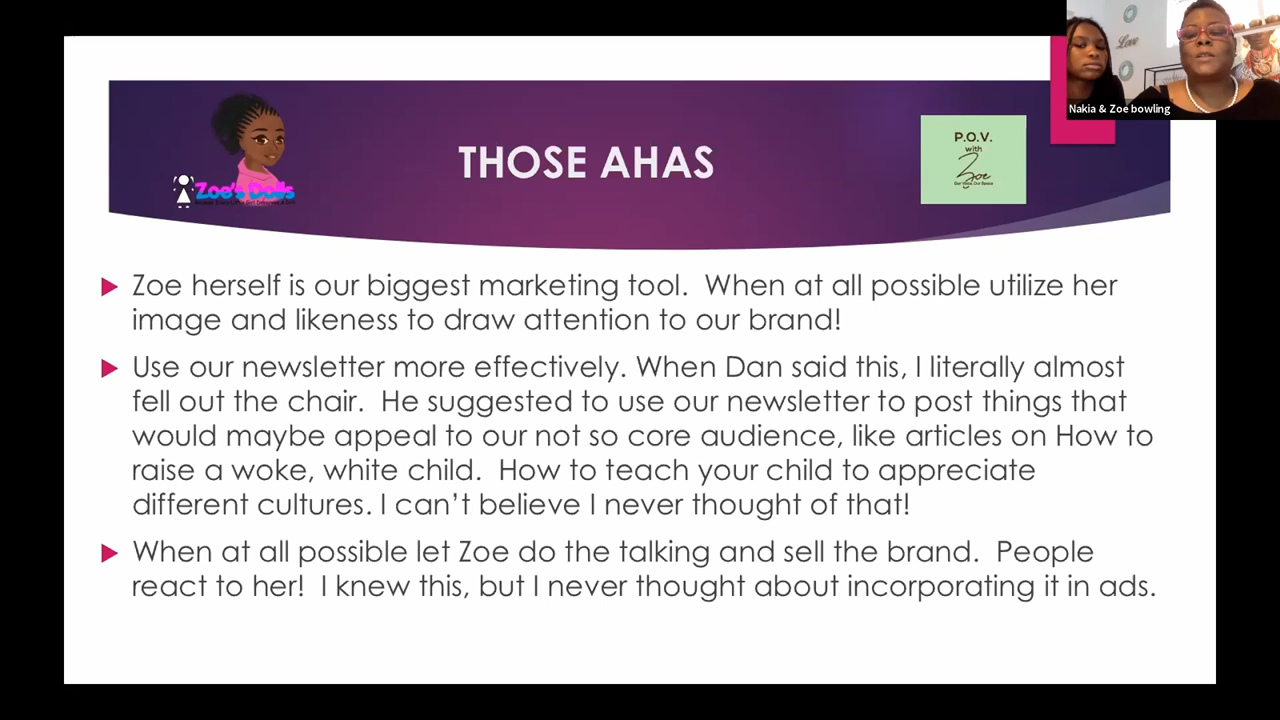 Love
Nakia & Zoe bowling
THOSE AHAS
Zoe's Dolls
P.O.V.
with
Zoe
Our Voice, Our Space
Zoe herself is our biggest marketing tool.  When at all possible utilize her
image and likeness to draw attention to our brand!
Use our newsletter more effectively. When Dan said this, I literally almost
fell out the chair.  He suggested to use our newsletter to post things that
would maybe appeal to our not so core audience, like articles on How to
raise a woke, white child.  How to teach your child to appreciate
different cultures. I can't believe I never thought of that!
When at all possible let Zoe do the talking and sell the brand.  People
react to her!  I knew this, but I never thought about incorporating it in ads.